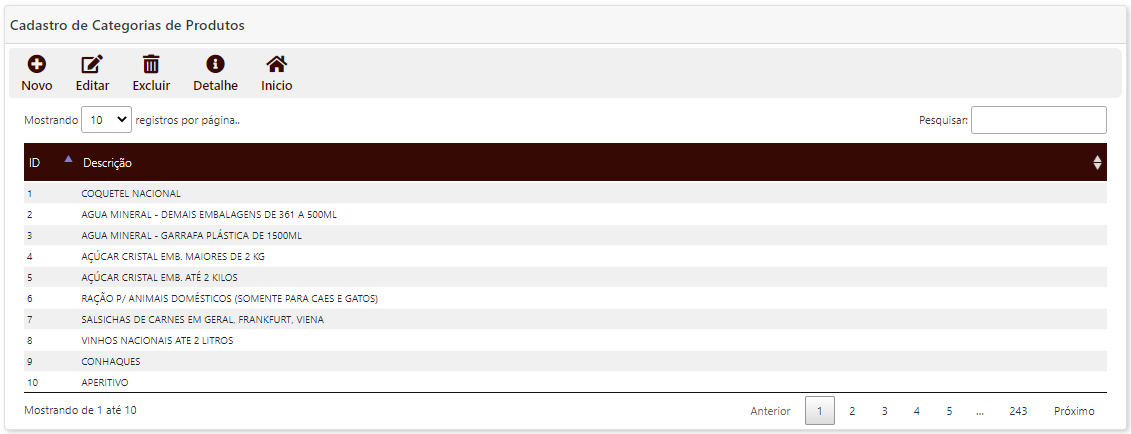 Cadastro de Categorias de Produtos
Novo Editar Excluir Detalhe Inicio
Mostrando 10 registros por página.. Pesquisar:
ID Descrição
1 COQUETEL NACIONAL
2 AGUA MINERAL - DEMAIS EMBALAGENS DE 361 A 500ML
3 AGUA MINERAL - GARRAFA PLÁSTICA DE 1500ML
4 AÇÚCAR CRISTAL EMB. MAIORES DE 2 KG
5 AÇÚCAR CRISTAL EMB. ATÉ 2 KILOS
6 RAÇÃO P/ ANIMAIS DOMÉSTICOS (SOMENTE PARA CAES E GATOS)
7 SALSICHAS DE CARNES EM GERAL, FRANKFURT, VIENA
8 VINHOS NACIONAIS ATE 2 LITROS
9 CONHAQUES
10 APERITIVO
Mostrando de 1 até 10 Anterior 1 2 3 4 5 ... 243 Próximo